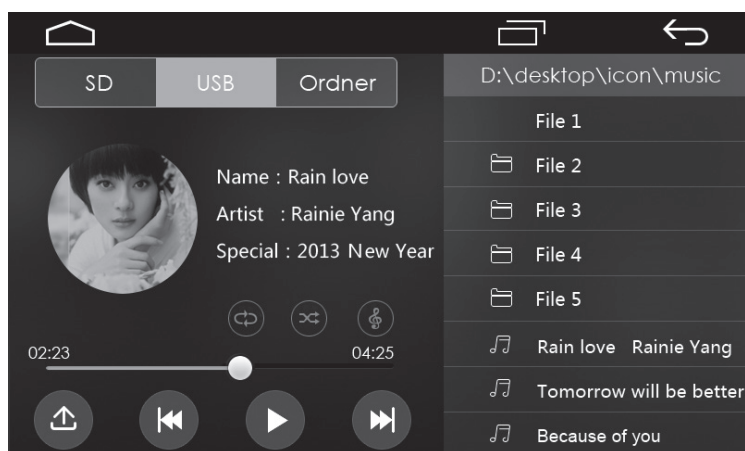 SD USB Ordner
Name : Rain love
Artist : Rainie Yang
Special : 2013 New Year
02:23 04:25
D:\desktop\icon\music
File 1
File 2
File 3
File 4
File 5
Rain love Rainie Yang
Tomorrow will be better
Because of you